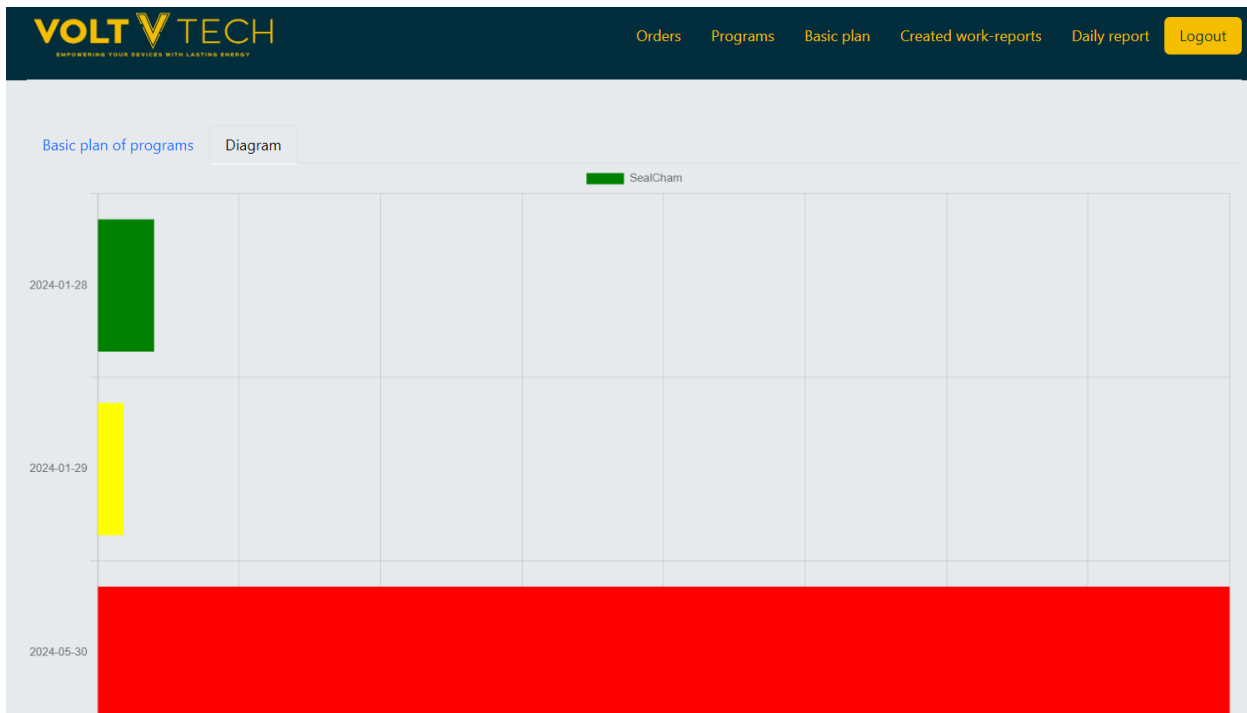 VOLT V TECH
EMPOWERING YOUR DEVICES WITH LASTING ENERGY
Orders Programs Basic plan Created work-reports Daily report Logout
Basic plan of programs Diagram
SealCham
2024-01-28
2024-01-29
2024-05-30